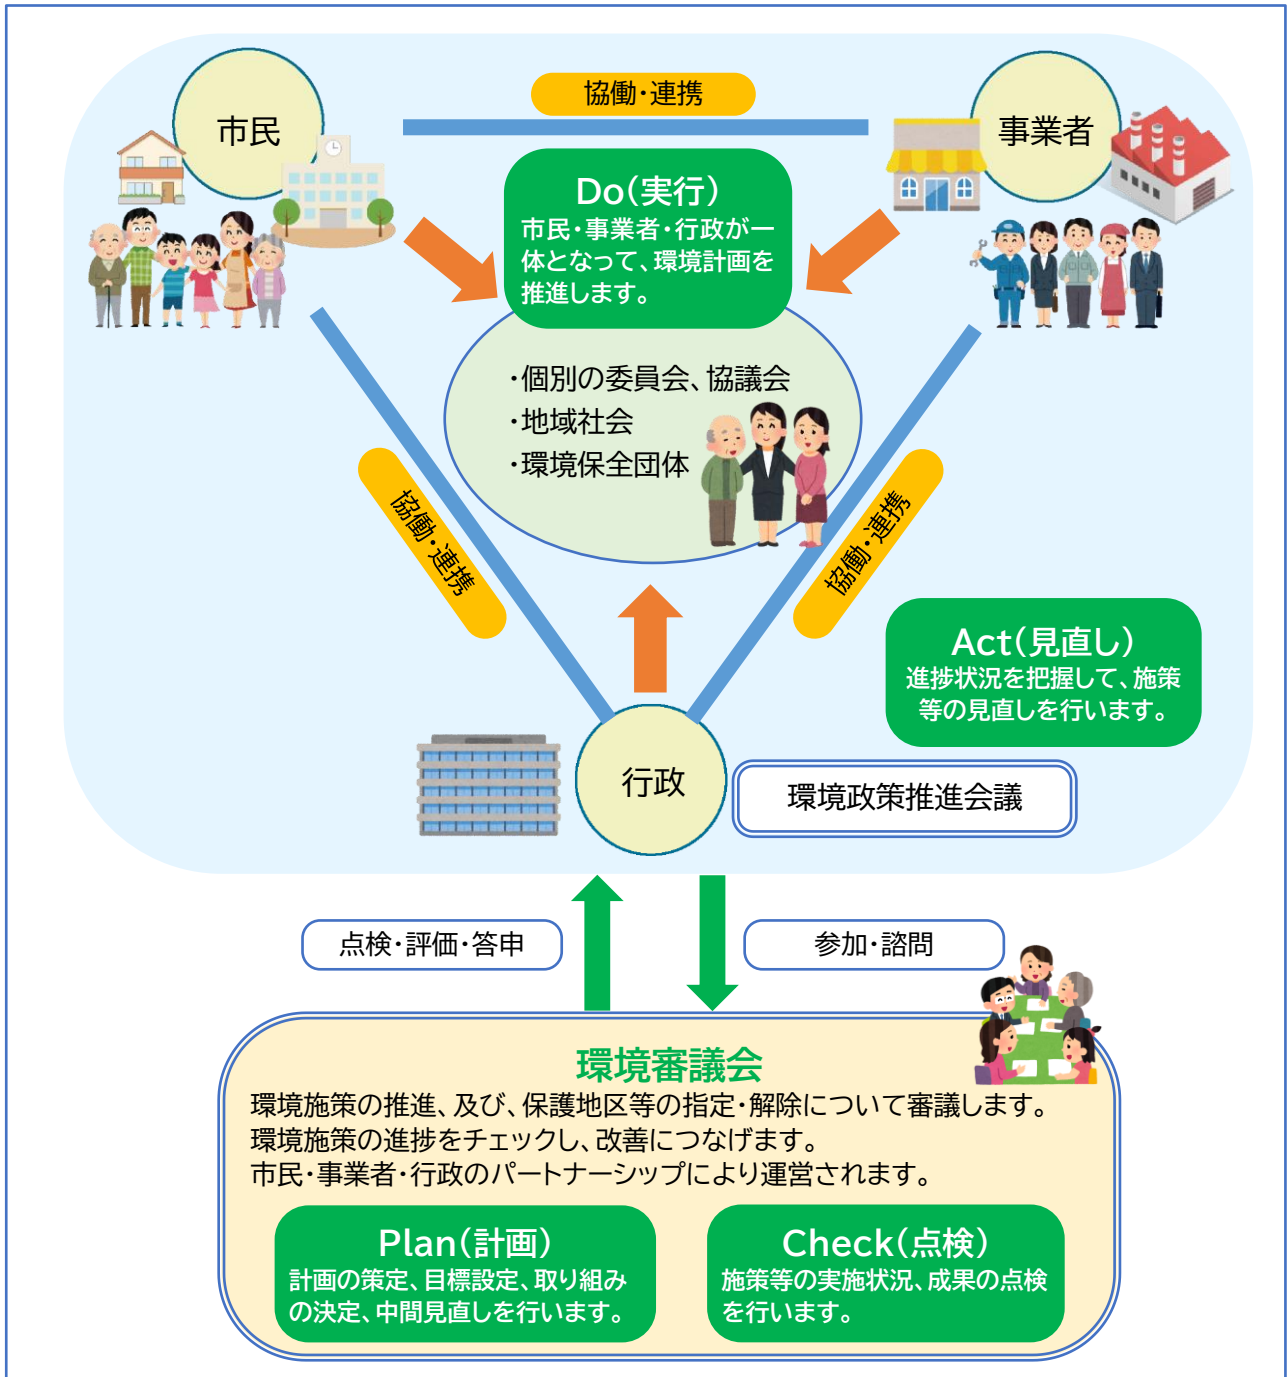 協働・連携
市民
事業者
Do（実行）
市民・事業者・行政が一
体となって、環境計画を
推進します。
・個別の委員会、協議会
・地域社会
・環境保全団体
協働・連携
協働・連携
Act（見直し）
進捗状況を把握して、施策
等の見直しを行います。
行政
環境政策推進会議
点検・評価・答申
参加・諮問
環境審議会
環境施策の推進、及び、保護地区等の指定・解除について審議します。
環境施策の進捗をチェックし、改善につなげます。
市民・事業者・行政のパートナーシップにより運営されます。
Plan（計画）
計画の策定、目標設定、取り組み
の決定、中間見直しを行います。
Check（点検）
施策等の実施状況、成果の点検
を行います。